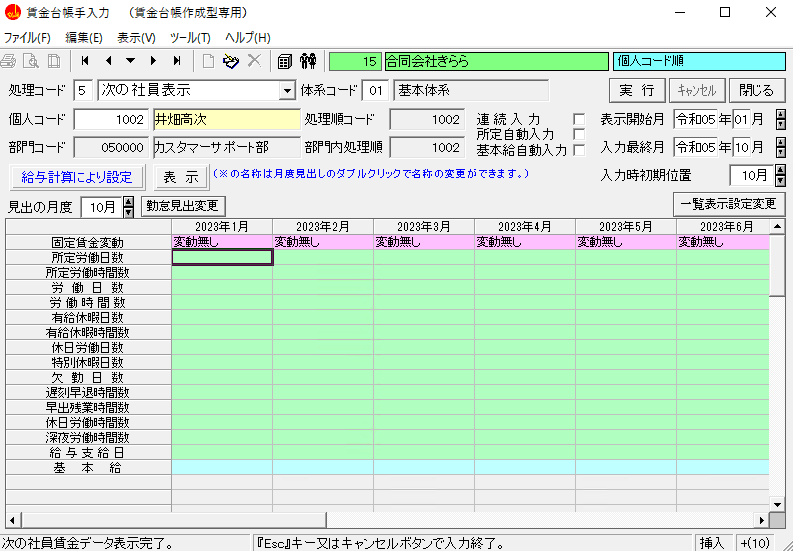 賃金台帳手入力　（賃金台帳作成型専用）
ファイル(F)　編集(E)　表示(V)　ツール(T)　ヘルプ(H)
15 合同会社きらら 個人コード順
処理コード 5 次の社員表示 体系コード 01 基本体系 実 行 キャンセル 閉じる
個人コード 1002 井畑高次 処理順コード 1002 連 続 入 力 表示開始月 令和05 年 01 月
所定自動入力
部門コード 050000 カスタマーサポート部 部門内処理順 1002 基本給自動入力 入力最終月 令和05 年 10 月
給与計算により設定 表 示 (※の名称は月度見出しのダブルクリックで名称の変更ができます。) 入力時初期位置 10月
見出の月度 10月 勤怠見出変更 一覧表示設定変更
2023年1月 2023年2月 2023年3月 2023年4月 2023年5月 2023年6月
固定賃金変動 変動無し 変動無し 変動無し 変動無し 変動無し 変動無し
所定労働日数
所定労働時間数
労 働 日 数
労 働 時 間 数
有給休暇日数
有給休暇時間数
休日労働日数
特別休暇日数
欠 勤 日 数
遅刻早退時間数
早出残業時間数
休日労働時間数
深夜労働時間数
給 与 支 給 日
基 本 給
次の社員賃金データ表示完了。 『Esc』キー又はキャンセルボタンで入力終了。 挿入 +(10)